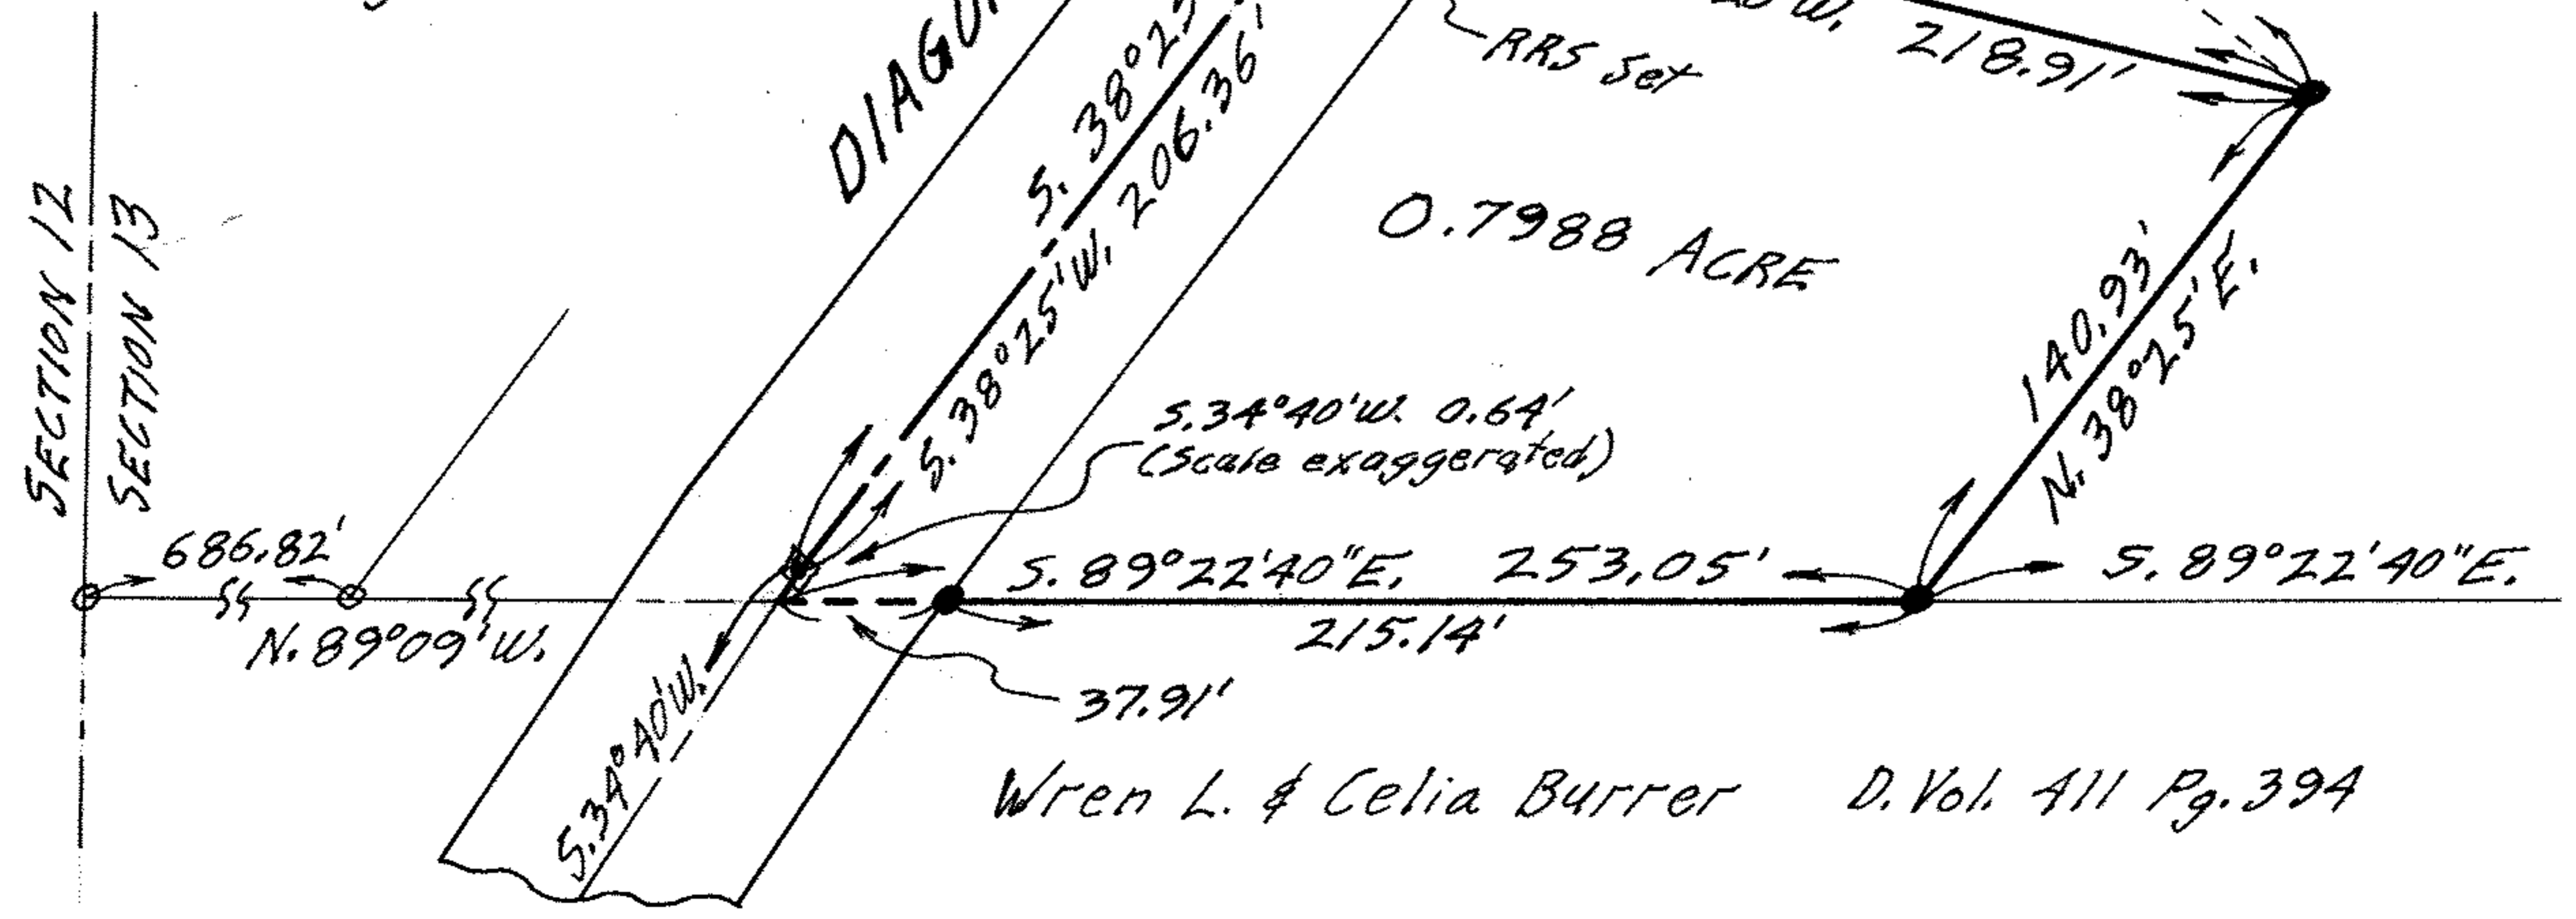 218.91'
RRS Set
S. 38°25'
S. 38°25'W. 206.36'
0.7988 ACRE
SECTION 12
SECTION 13
140.93'
N. 38°25'E.
S. 34°40'W. 0.64'
(Scale exaggerated)
686.82'
N. 89°09'W.
S. 89°22'40"E. 253.05'
S. 89°22'40"E.
215.14'
37.91'
S. 34°40'W.
Wren L. & Celia Burrer D. Vol. 411 Pg. 394